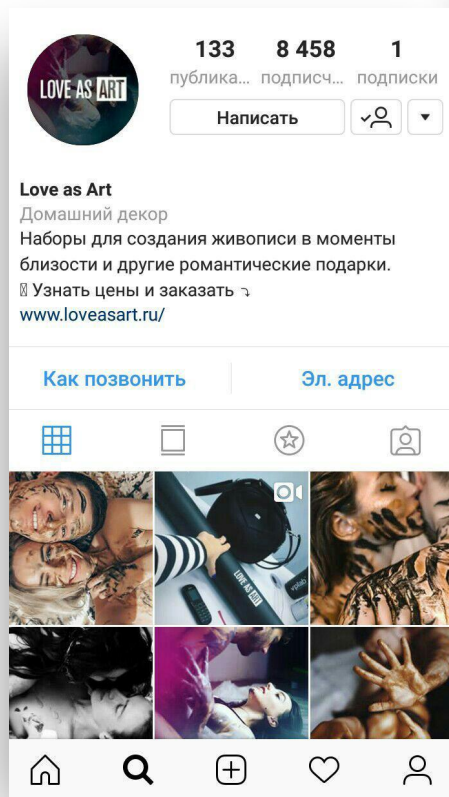 LOVE AS ART
133 8 458 1
публика... подписч... подписки
Написать
Love as Art
Домашний декор
Наборы для создания живописи в моменты
близости и другие романтические подарки.
Узнать цены и заказать ⤵
www.loveasart.ru/
Как позвонить Эл. адрес
LOVE AS ART